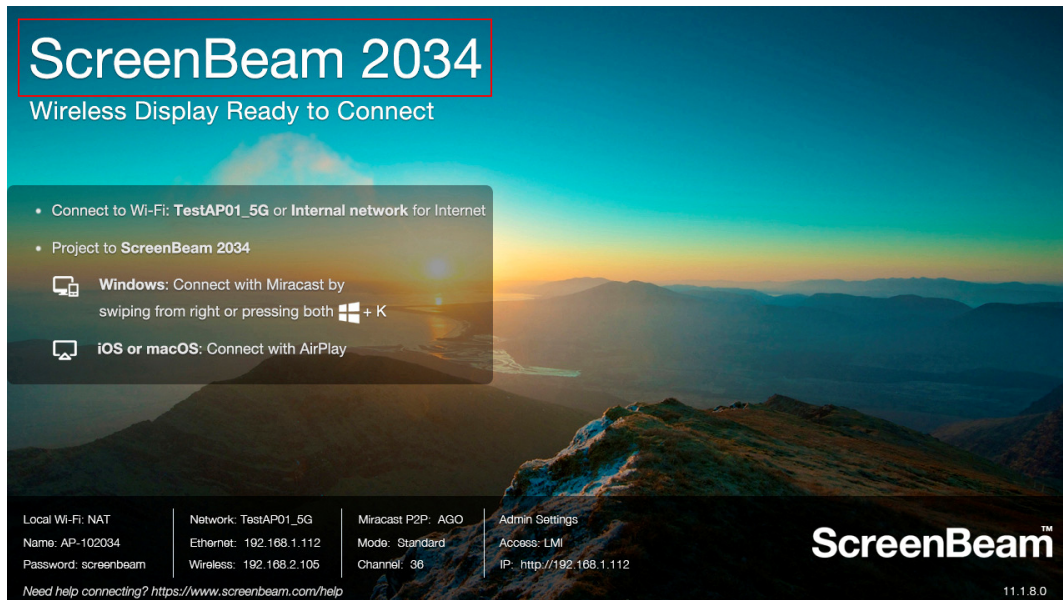 ScreenBeam 2034
Wireless Display Ready to Connect
• Connect to Wi-Fi: TestAP01_5G or Internal network for Internet
• Project to ScreenBeam 2034
Windows: Connect with Miracast by
swiping from right or pressing both + K
iOS or macOS: Connect with AirPlay
Local Wi-Fi: NAT
Name: AP-102034
Password: screenbeam
Network: TestAP01_5G
Ethernet: 192.168.1.112
Wireless: 192.168.2.105
Miracast P2P: AGO
Mode: Standard
Channel: 36
Admin Settings
Access: LMI
IP: http://192.168.1.112
ScreenBeam™
Need help connecting? https://www.screenbeam.com/help
11.1.8.0